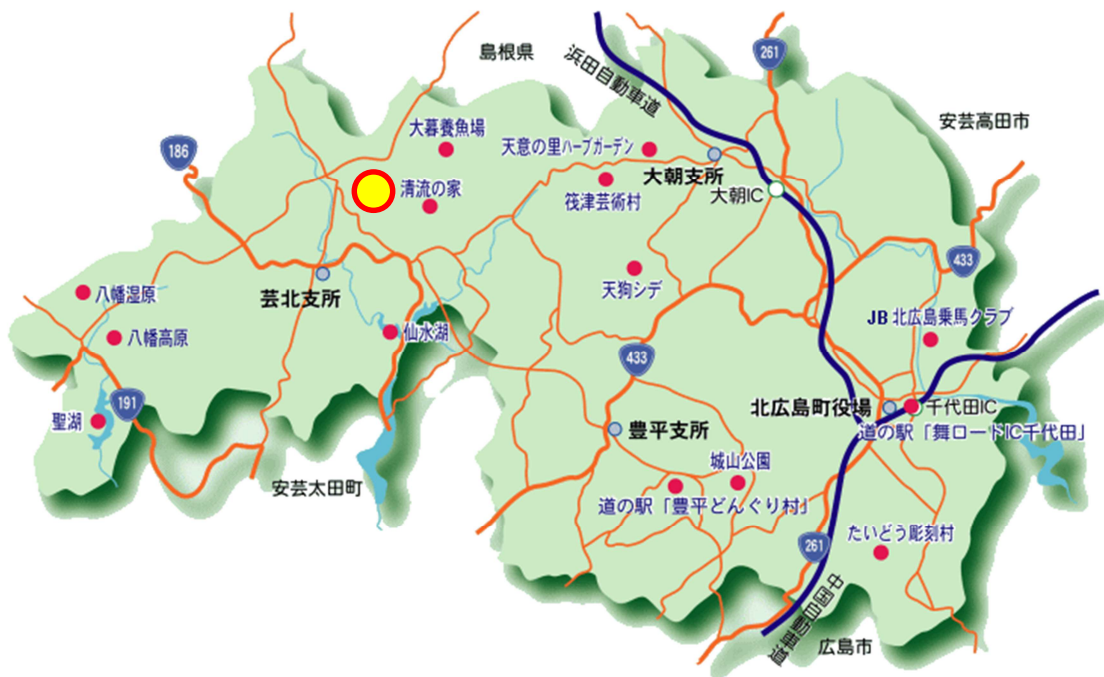 島根県
浜田自動車道
261
安芸高田市
186
大暮養魚場
天意の里ハーブガーデン
大朝支所
清流の家
筏津芸術村
大朝IC
433
八幡湿原
芸北支所
天狗シデ
八幡高原
仙水湖
JB 北広島乗馬クラブ
433
191
聖湖
北広島町役場
千代田IC
豊平支所
道の駅「舞ロードIC千代田」
城山公園
安芸太田町
道の駅「豊平どんぐり村」
たいどう彫刻村
261
中国自動車道
広島市